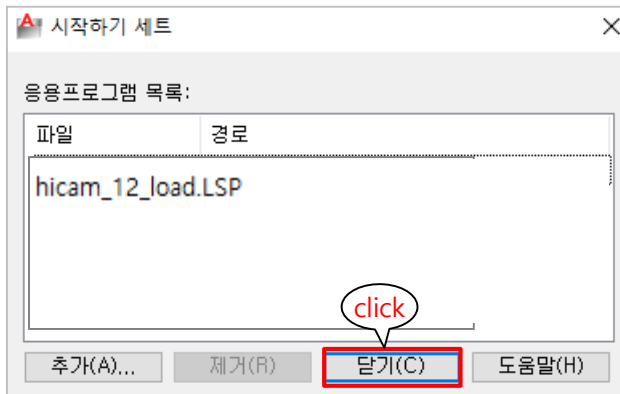 시작하기 세트
응용프로그램 목록:
파일 경로
hicam_12_load.LSP
click
추가(A)... 제거(R) 닫기(C) 도움말(H)